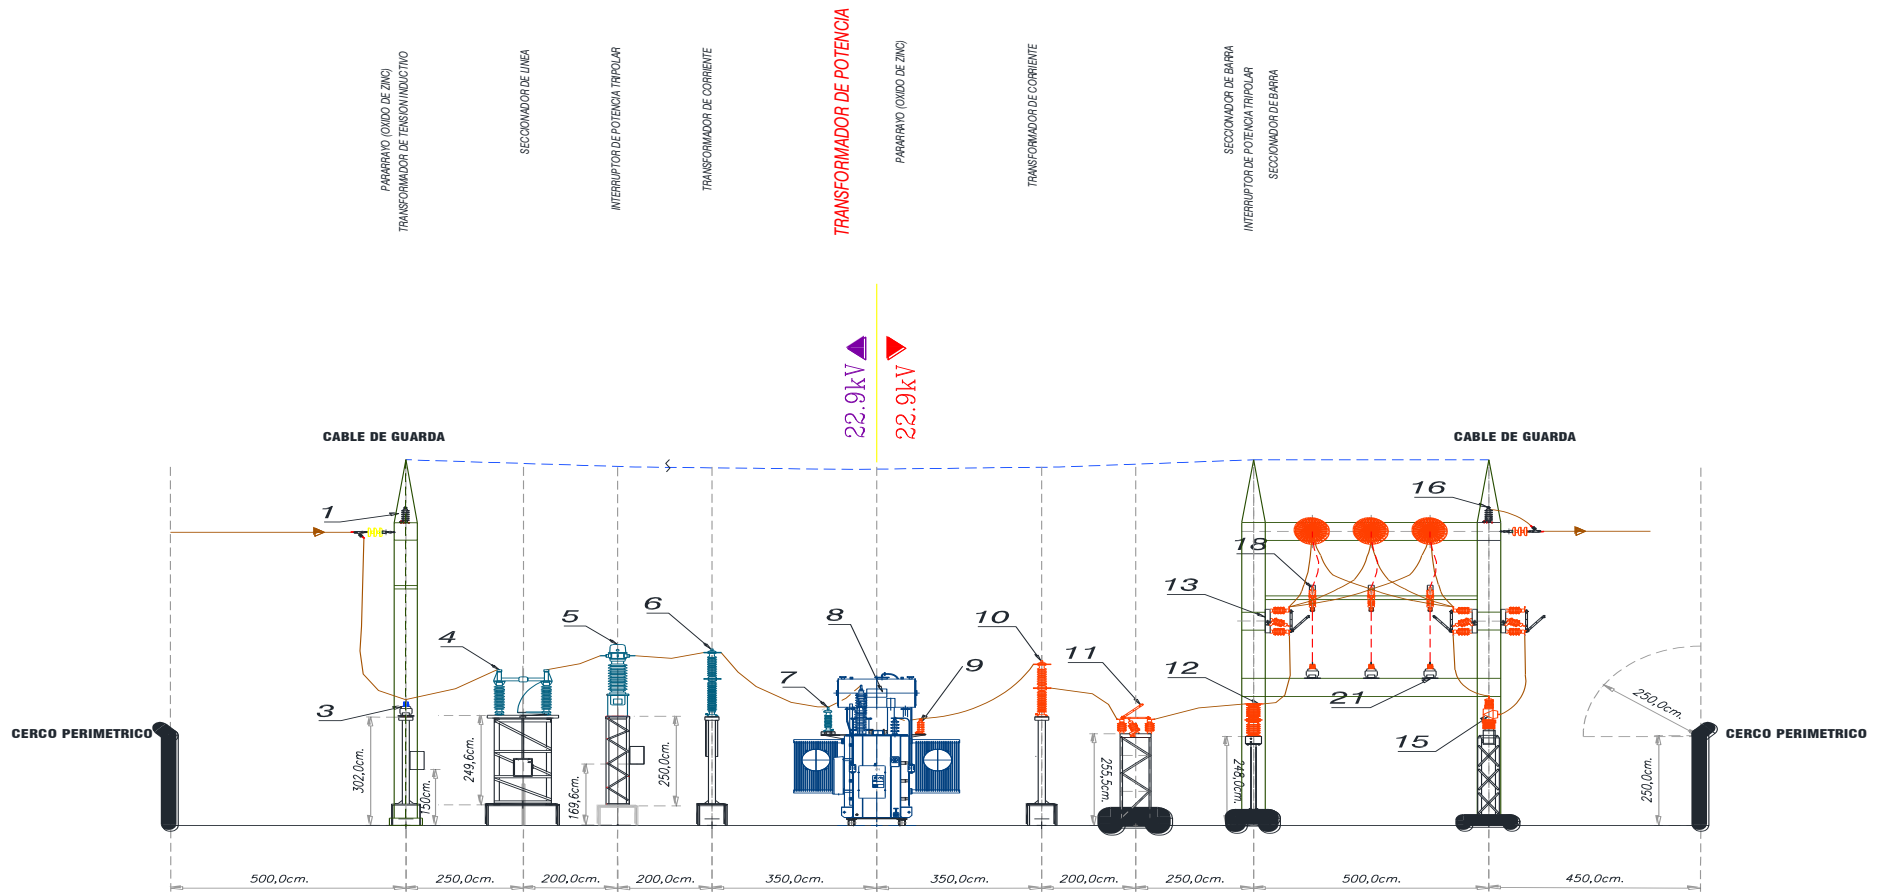 PARARRAYO (OXIDO DE ZINC)
TRANSFORMADOR DE TENSION INDUCTIVO
SECCIONADOR DE LINEA
INTERRUPTOR DE POTENCIA TRIPOLAR
TRANSFORMADOR DE CORRIENTE
TRANSFORMADOR DE POTENCIA
PARARRAYO (OXIDO DE ZINC)
TRANSFORMADOR DE CORRIENTE
SECCIONADOR DE BARRA
INTERRUPTOR DE POTENCIA TRIPOLAR
SECCIONADOR DE BARRA
22.9kV
22.9kV
CABLE DE GUARDA
CABLE DE GUARDA
1
16
18
13
6
5
8
10
4
11
9
7
12
21
3
15
CERCO PERIMETRICO
CERCO PERIMETRICO
250,0cm.
302,0cm.
150cm.
249,6cm.
169,6cm.
250,0cm.
255,5cm.
248,0cm.
250,0cm.
500,0cm.
250,0cm.
200,0cm.
200,0cm.
350,0cm.
350,0cm.
200,0cm.
250,0cm.
500,0cm.
450,0cm.